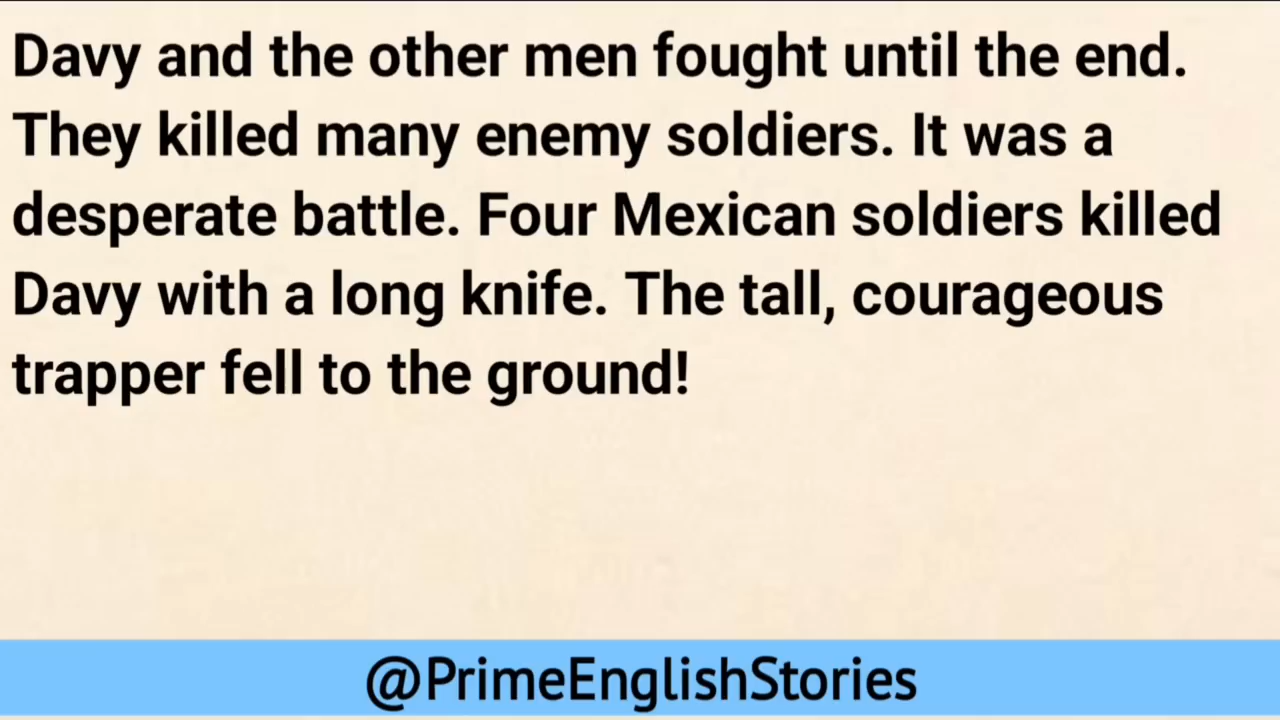 Davy and the other men fought until the end.
They killed many enemy soldiers. It was a
desperate battle. Four Mexican soldiers killed
Davy with a long knife. The tall, courageous
trapper fell to the ground!
@PrimeEnglishStories